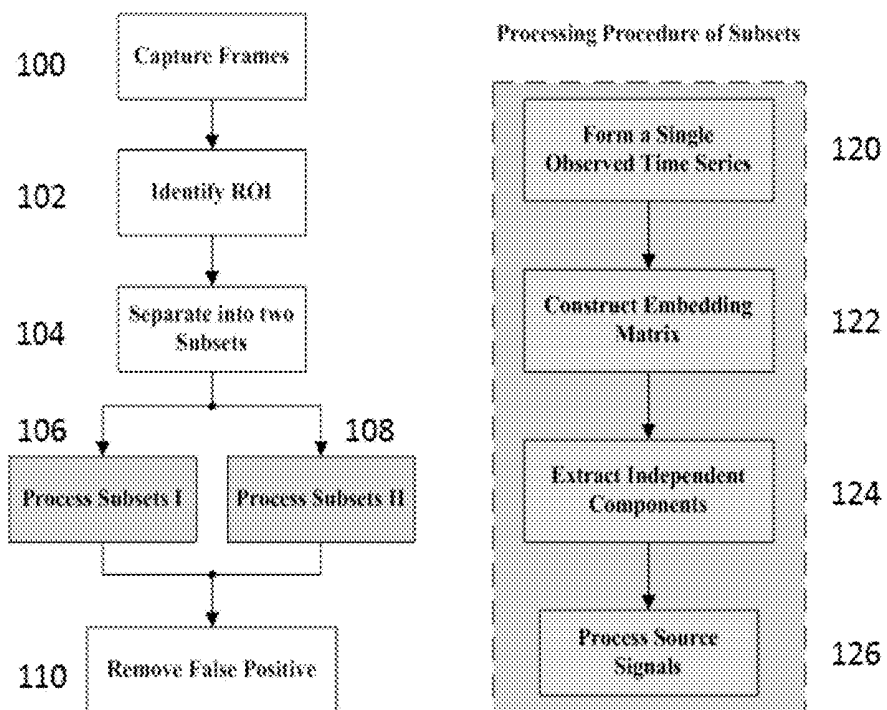 100
Capture Frames
102
Identify ROI
104
Separate into two
Subsets
106
108
Process Subsets I
Process Subsets II
110
Remove False Positive
Processing Procedure of Subsets
Form a Single
Observed Time Series
120
Construct Embedding
Matrix
122
Extract Independent
Components
124
Process Source
Signals
126